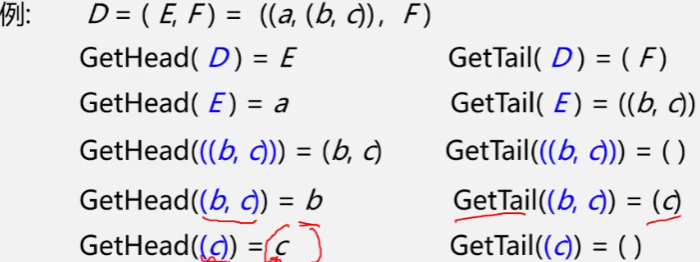 例: D = ( E, F ) = ((a, (b, c)), F )
GetHead( D ) = E GetTail( D ) = ( F )
GetHead( E ) = a GetTail( E ) = ((b, c))
GetHead(((b, c))) = (b, c) GetTail(((b, c))) = ( )
GetHead((b, c)) = b GetTail((b, c)) = (c)
GetHead((c)) = c GetTail((c)) = ( )